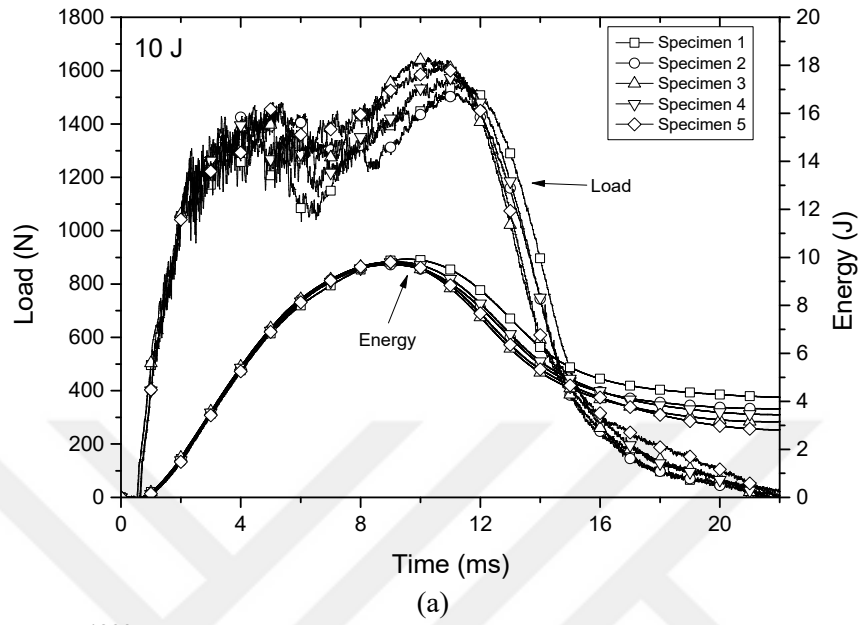 10 J
Specimen 1
Specimen 2
Specimen 3
Specimen 4
Specimen 5
Load
Energy
Load (N)
1800
1600
1400
1200
1000
800
600
400
200
0
Energy (J)
20
18
16
14
12
10
8
6
4
2
0
0 4 8 12 16 20
Time (ms)
(a)